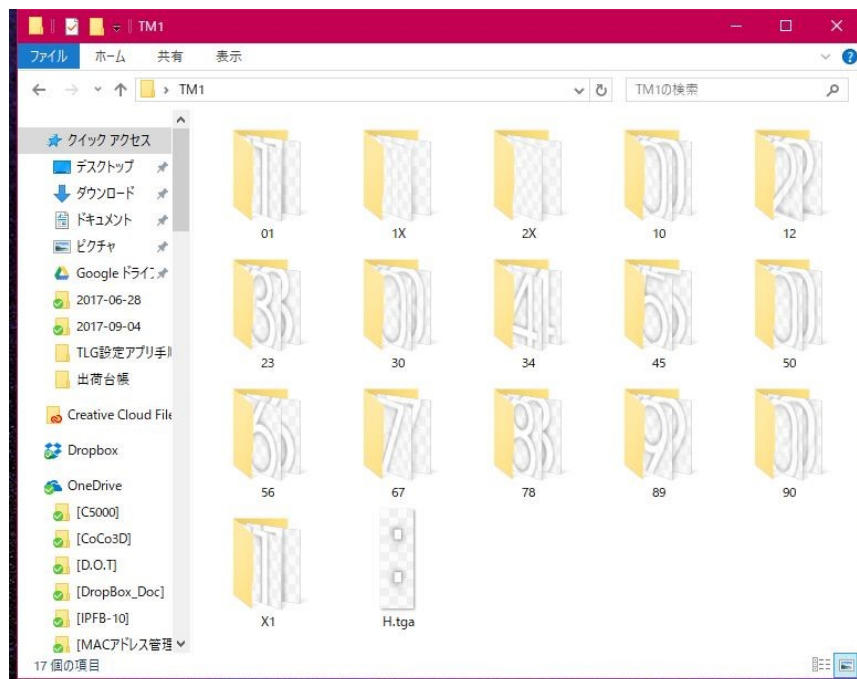 TM1
ファイル ホーム 共有 表示
TM1
TM1の検索
クイック アクセス
デスクトップ
ダウンロード
ドキュメント
ピクチャ
Google ドライブ
2017-06-28
2017-09-04
TLG設定アプリ手順
出荷台帳
Creative Cloud File
Dropbox
OneDrive
[C5000]
[CoCo3D]
[D.O.T]
[DropBox_Doc]
[IPFB-10]
[MACアドレス管理
01 1X 2X 10 12
23 30 34 45 50
56 67 78 89 90
X1 H.tga
17 個の項目